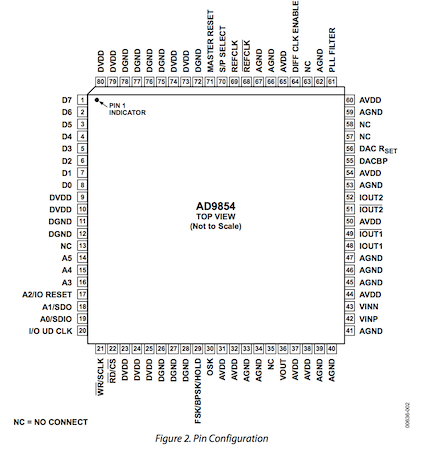 DVDD
DVDD
DGND
DGND
DGND
DGND
DVDD
DVDD
DGND
MASTER RESET
S/P SELECT
REFCLK
REFCLK
AGND
AGND
AVDD
DIFF CLK ENABLE
NC
AGND
PLL FILTER
80 79 78 77 76 75 74 73 72 71 70 69 68 67 66 65 64 63 62 61
D7 1
D6 2
D5 3
D4 4
D3 5
D2 6
D1 7
D0 8
DVDD 9
DVDD 10
DGND 11
DGND 12
NC 13
A5 14
A4 15
A3 16
A2/IO RESET 17
A1/SDO 18
A0/SDIO 19
I/O UD CLK 20
PIN 1
INDICATOR
AD9854
TOP VIEW
(Not to Scale)
60 AVDD
59 AGND
58 NC
57 NC
56 DAC RSET
55 DACBP
54 AVDD
53 AGND
52 IOUT2
51 IOUT2
50 AVDD
49 IOUT1
48 IOUT1
47 AGND
46 AGND
45 AGND
44 AVDD
43 VINN
42 VINP
41 AGND
21 22 23 24 25 26 27 28 29 30 31 32 33 34 35 36 37 38 39 40
WR/SCLK
RD/CS
DVDD
DVDD
DVDD
DGND
DGND
DGND
FSK/BPSK/HOLD
OSK
AVDD
AVDD
AGND
AGND
NC
VOUT
AVDD
AVDD
AGND
AGND
NC = NO CONNECT
00636-002
Figure 2. Pin Configuration